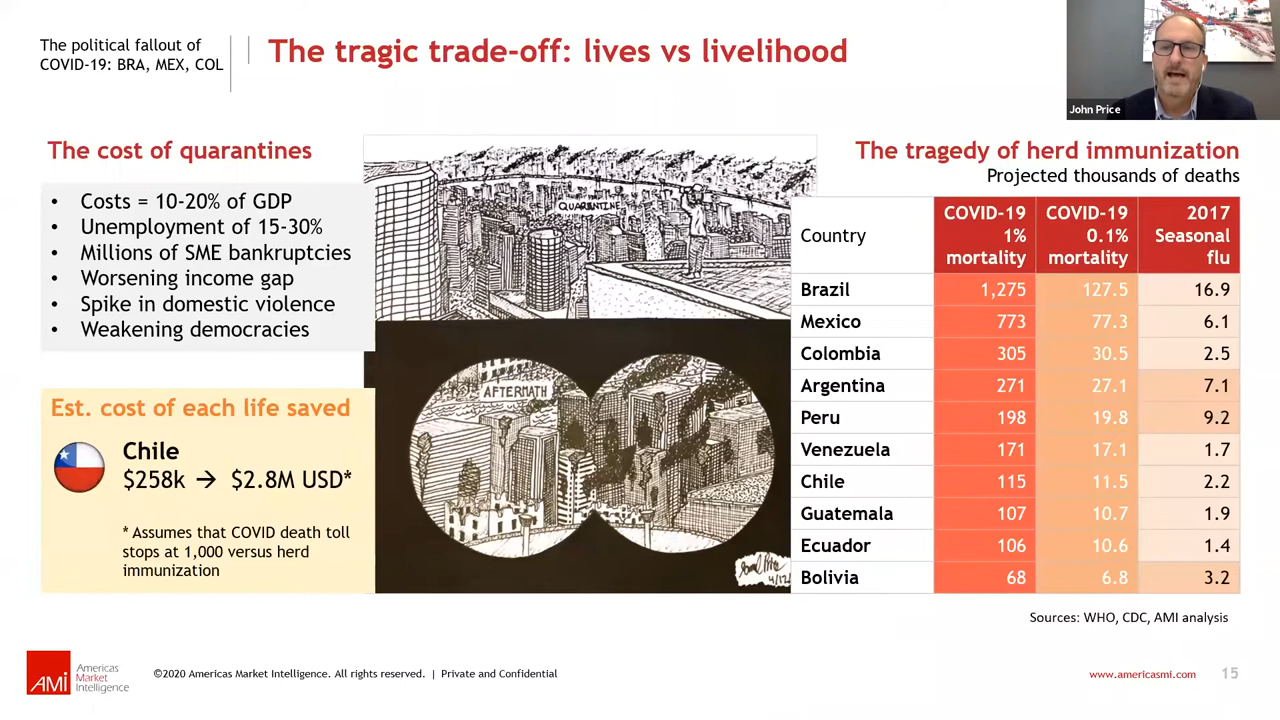 The political fallout of
COVID-19: BRA, MEX, COL
The tragic trade-off: lives vs livelihood
John Price
The cost of quarantines
• Costs = 10-20% of GDP
• Unemployment of 15-30%
• Millions of SME bankruptcies
• Worsening income gap
• Spike in domestic violence
• Weakening democracies
Est. cost of each life saved
Chile
$258k → $2.8M USD*
* Assumes that COVID death toll
stops at 1,000 versus herd
immunization
QUARANTINE
AFTERMATH
The tragedy of herd immunization
Projected thousands of deaths
Country COVID-19 1% mortality COVID-19 0.1% mortality 2017 Seasonal flu
Brazil 1,275 127.5 16.9
Mexico 773 77.3 6.1
Colombia 305 30.5 2.5
Argentina 271 27.1 7.1
Peru 198 19.8 9.2
Venezuela 171 17.1 1.7
Chile 115 11.5 2.2
Guatemala 107 10.7 1.9
Ecuador 106 10.6 1.4
Bolivia 68 6.8 3.2
Sources: WHO, CDC, AMI analysis
AMi
Americas
Market
Intelligence
©2020 Americas Market Intelligence. All rights reserved. | Private and Confidential
www.americasmi.com
15